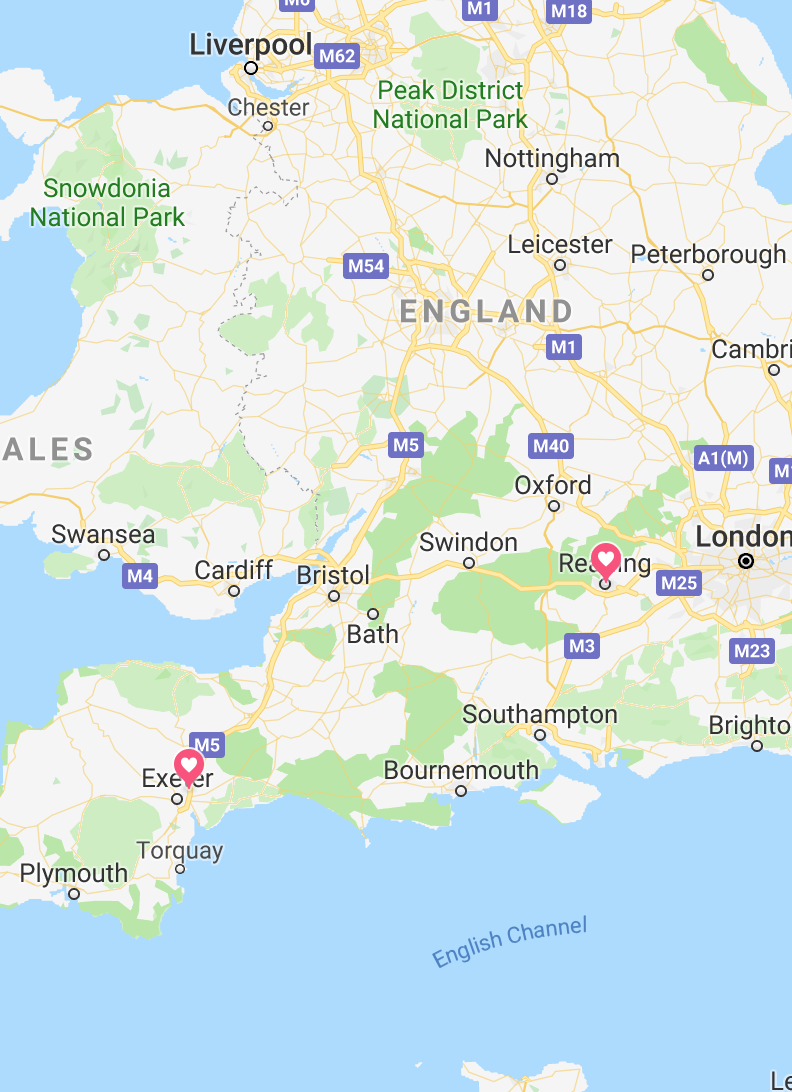 M6
M1
M18
Liverpool
M62
Chester
Peak District
National Park
Nottingham
Snowdonia
National Park
Leicester
Peterborough
M54
ENGLAND
M1
Cambri
ALES
M5
M40
A1(M)
M1
Oxford
Swansea
Swindon
London
M4
Cardiff
Bristol
M25
Bath
M3
M23
Southampton
Brighto
M5
Bournemouth
Torquay
Plymouth
English Channel
Le